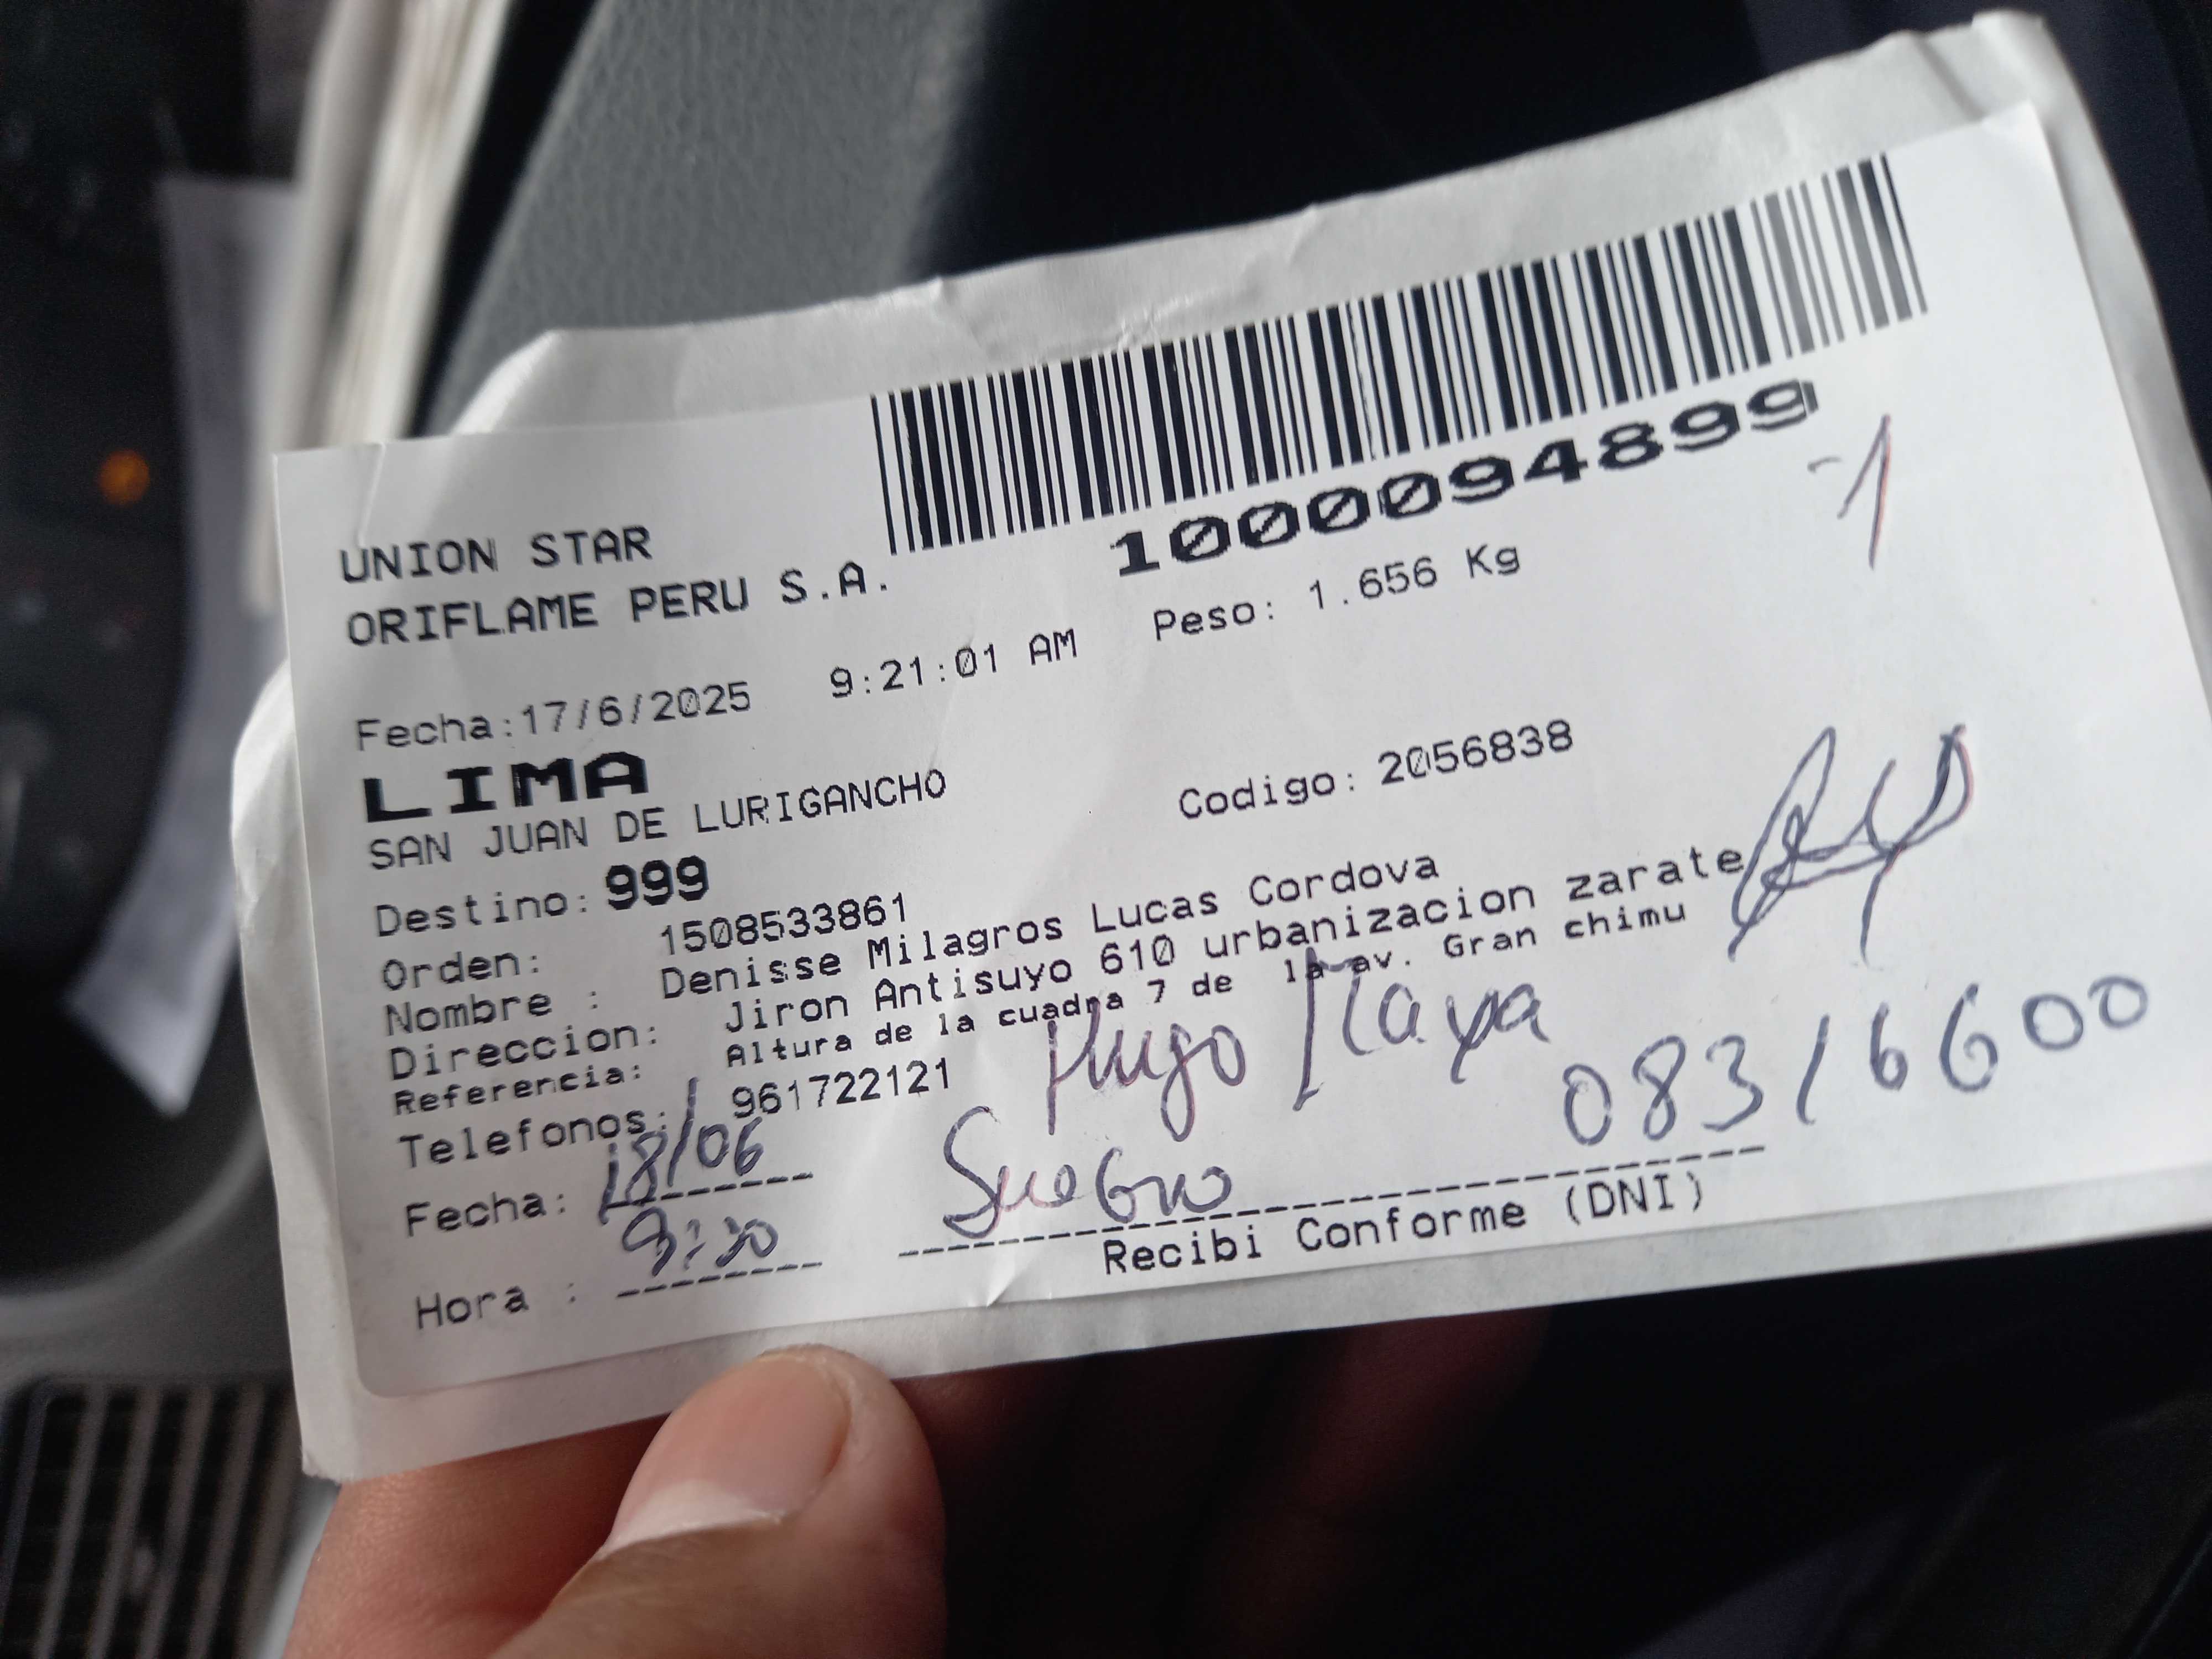 1000094899
UNION STAR
ORIFLAME PERU S.A.
-1
Fecha:17/6/2025 9:21:01 AM Peso: 1.656 Kg
LIMA
SAN JUAN DE LURIGANCHO Codigo: 2056838
Destino: 999
Orden: 1508533861
Nombre : Denisse Milagros Lucas Cordova
Direccion: Jiron Antisuyo 610 urbanizacion zarate
Referencia: Altura de la cuadra 7 de la av. Gran chimu
Telefonos: 961722121
Hugo Maya
08316600
Fecha: 18/06
Suegro
Hora : 9:30
Recibi Conforme (DNI)